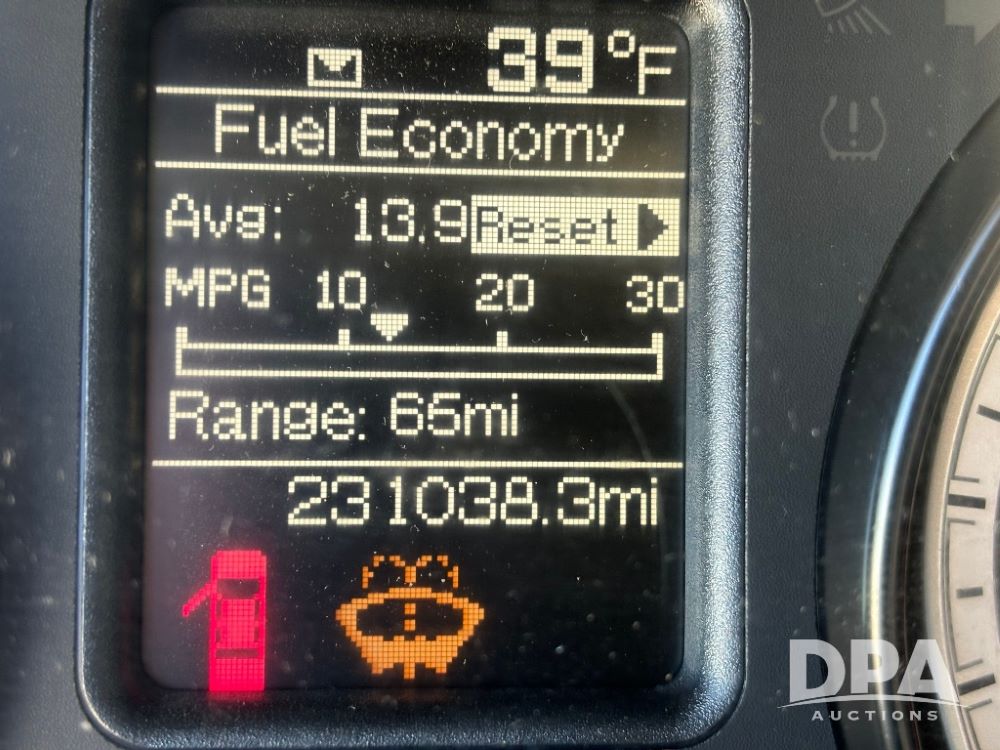 39°F
Fuel Economy
Avg: 13.9 Reset
MPG 10 20 30
Range: 65mi
231038.3mi
DPA
AUCTIONS